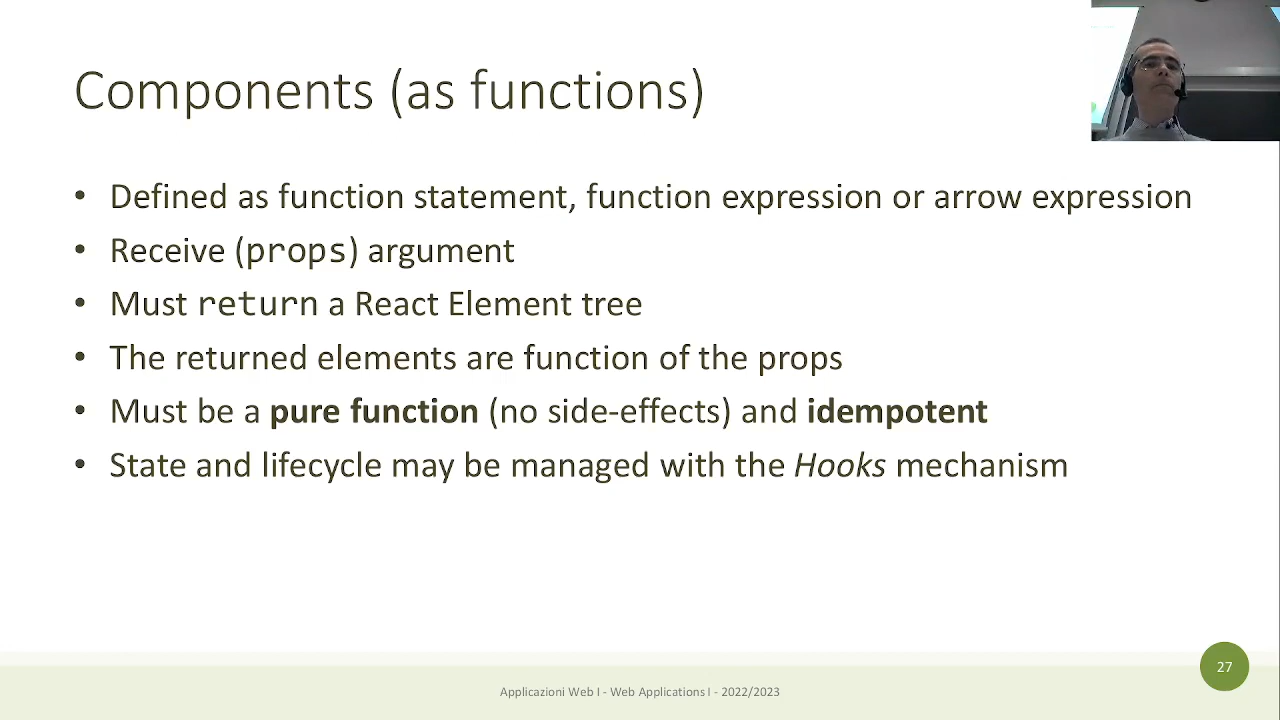 Components (as functions)
• Defined as function statement, function expression or arrow expression
• Receive (props) argument
• Must return a React Element tree
• The returned elements are function of the props
• Must be a pure function (no side-effects) and idempotent
• State and lifecycle may be managed with the Hooks mechanism
27
Applicazioni Web I - Web Applications I - 2022/2023